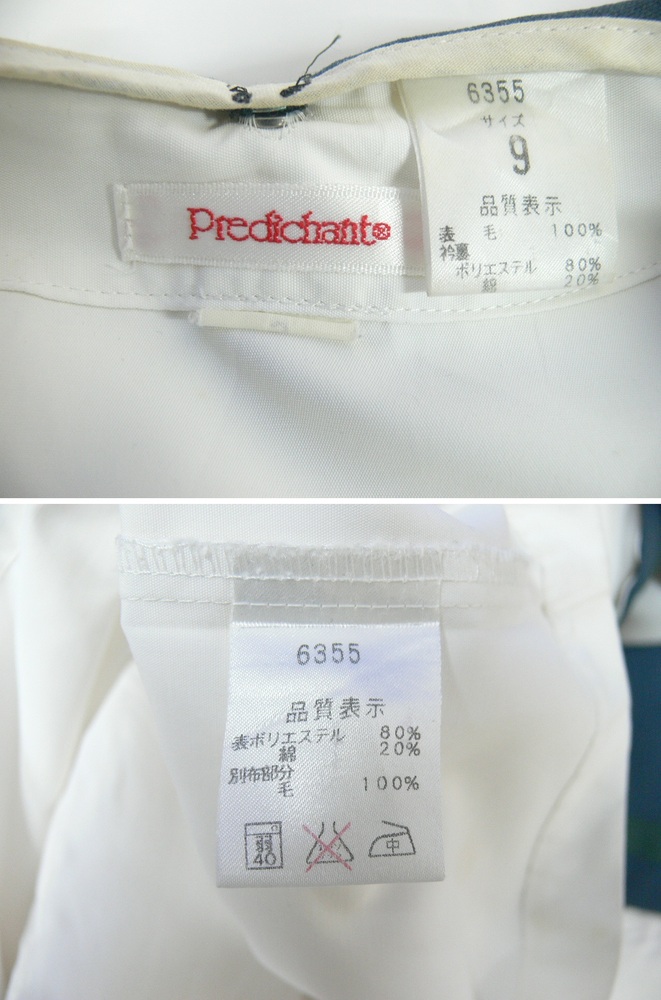 Predichant®
6355
サイズ
9
品質表示
表 毛 100%
衿裏
ポリエステル 80%
綿 20%
6355
品質表示
表ポリエステル 80%
綿 20%
別布部分
毛 100%
弱
40
中